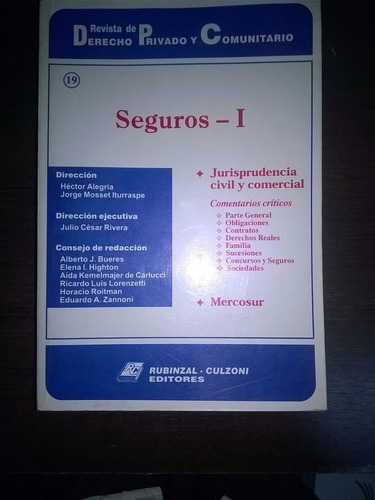 Revista de
DERECHO PRIVADO Y COMUNITARIO
19
Seguros – I
Dirección
Héctor Alegria
Jorge Mosset Iturraspe
Dirección ejecutiva
Julio César Rivera
Consejo de redacción
Alberto J. Bueres
Elena I. Highton
Aída Kemelmajer de Carlucci
Ricardo Luis Lorenzetti
Horacio Roitman
Eduardo A. Zannoni
Jurisprudencia
civil y comercial
Comentarios críticos
Parte General
Obligaciones
Contratos
Derechos Reales
Familia
Sucesiones
Concursos y Seguros
Sociedades
Mercosur
RC
RUBINZAL - CULZONI
EDITORES